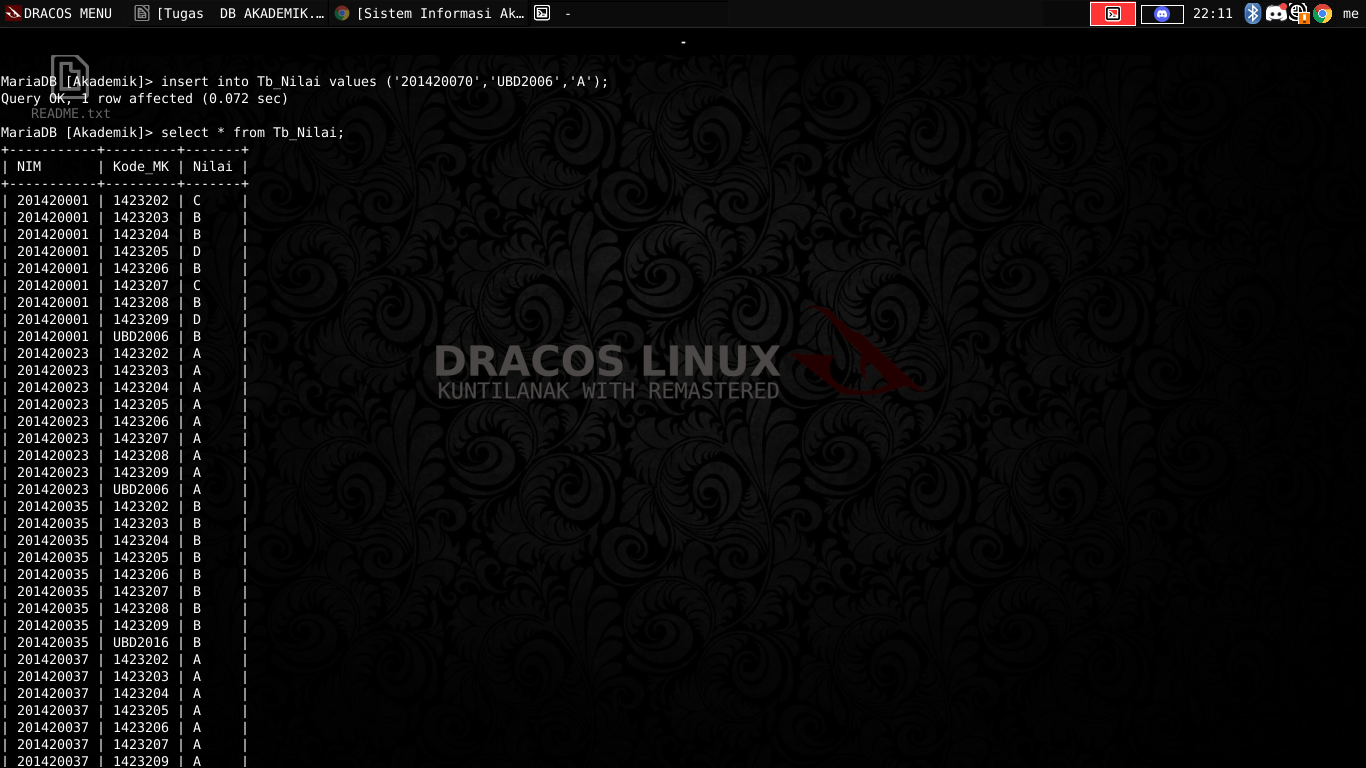 DRACOS MENU [Tugas DB AKADEMIK.... [Sistem Informasi Ak... - 22:11 me
-
MariaDB [Akademik]> insert into Tb_Nilai values ('201420070','UBD2006','A');
Query OK, 1 row affected (0.072 sec)
README.txt
MariaDB [Akademik]> select * from Tb_Nilai;
+-----------+---------+-------+
| NIM | Kode_MK | Nilai |
+-----------+---------+-------+
| 201420001 | 1423202 | C |
| 201420001 | 1423203 | B |
| 201420001 | 1423204 | B |
| 201420001 | 1423205 | D |
| 201420001 | 1423206 | B |
| 201420001 | 1423207 | C |
| 201420001 | 1423208 | B |
| 201420001 | 1423209 | D |
| 201420001 | UBD2006 | B |
| 201420023 | 1423202 | A |
| 201420023 | 1423203 | A |
| 201420023 | 1423204 | A |
| 201420023 | 1423205 | A |
| 201420023 | 1423206 | A |
| 201420023 | 1423207 | A |
| 201420023 | 1423208 | A |
| 201420023 | 1423209 | A |
| 201420023 | UBD2006 | A |
| 201420035 | 1423202 | B |
| 201420035 | 1423203 | B |
| 201420035 | 1423204 | B |
| 201420035 | 1423205 | B |
| 201420035 | 1423206 | B |
| 201420035 | 1423207 | B |
| 201420035 | 1423208 | B |
| 201420035 | 1423209 | B |
| 201420035 | UBD2016 | B |
| 201420037 | 1423202 | A |
| 201420037 | 1423203 | A |
| 201420037 | 1423204 | A |
| 201420037 | 1423205 | A |
| 201420037 | 1423206 | A |
| 201420037 | 1423207 | A |
| 201420037 | 1423209 | A |
DRACOS LINUX
KUNTILANAK WITH REMASTERED